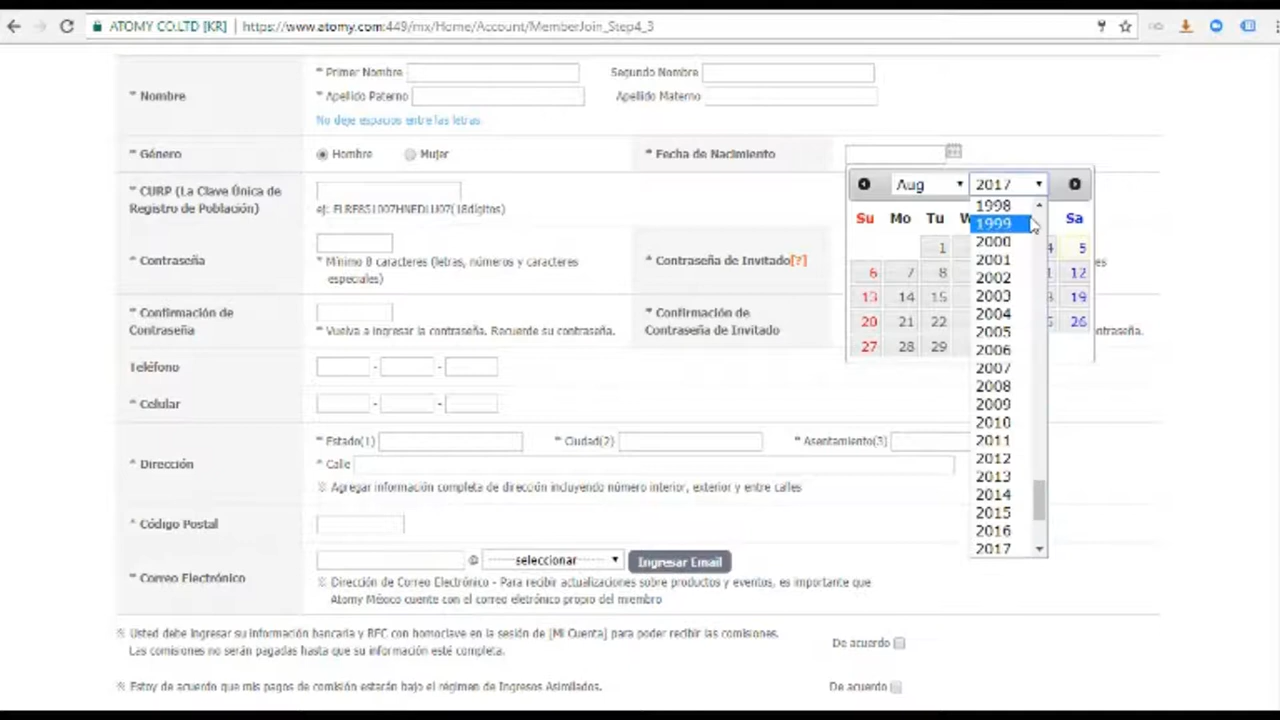 ATOMY CO.LTD [KR] https://www.atomy.com:449/mx/Home/Account/MemberJoin_Step4_3
* Nombre
* Primer Nombre Segundo Nombre
* Apellido Paterno Apellido Materno
No deje espacios entre las letras
* Género
Hombre Mujer
* Fecha de Nacimiento
Aug 2017
Su Mo Tu W Sa
1 4 5
6 7 8 1 12
13 14 15 8 19
20 21 22 5 26
27 28 29
1998
1999
2000
2001
2002
2003
2004
2005
2006
2007
2008
2009
2010
2011
2012
2013
2014
2015
2016
2017
* CURP (La Clave Única de
Registro de Población)
ej:
(18digitos)
* Contraseña
* Mínimo 8 caracteres (letras, números y caracteres
especiales)
* Contraseña de Invitado[?]
es
* Confirmación de
Contraseña
* Vuelva a ingresar la contraseña. Recuerde su contraseña.
* Confirmación de
Contraseña de Invitado
ntraseña.
Teléfono
- -
* Celular
- -
* Dirección
* Estado(1) * Ciudad(2) * Asentamiento(3)
* Calle
※ Agregar información completa de dirección incluyendo número interior, exterior y entre calles
* Código Postal
* Correo Electrónico
@ -------seleccionar------- Ingresar Email
※ Dirección de Correo Electrónico - Para recibir actualizaciones sobre productos y eventos, es importante que
Atomy México cuente con el correo eletrónico propio del miembro
※ Usted debe ingresar su información bancaria y RFC con homoclave en la sesión de [Mi Cuenta] para poder recibir las comisiones.
Las comisiones no serán pagadas hasta que su información esté completa.
De acuerdo
※ Estoy de acuerdo que mis pagos de comisión estarán bajo el régimen de Ingresos Asimilados.
De acuerdo